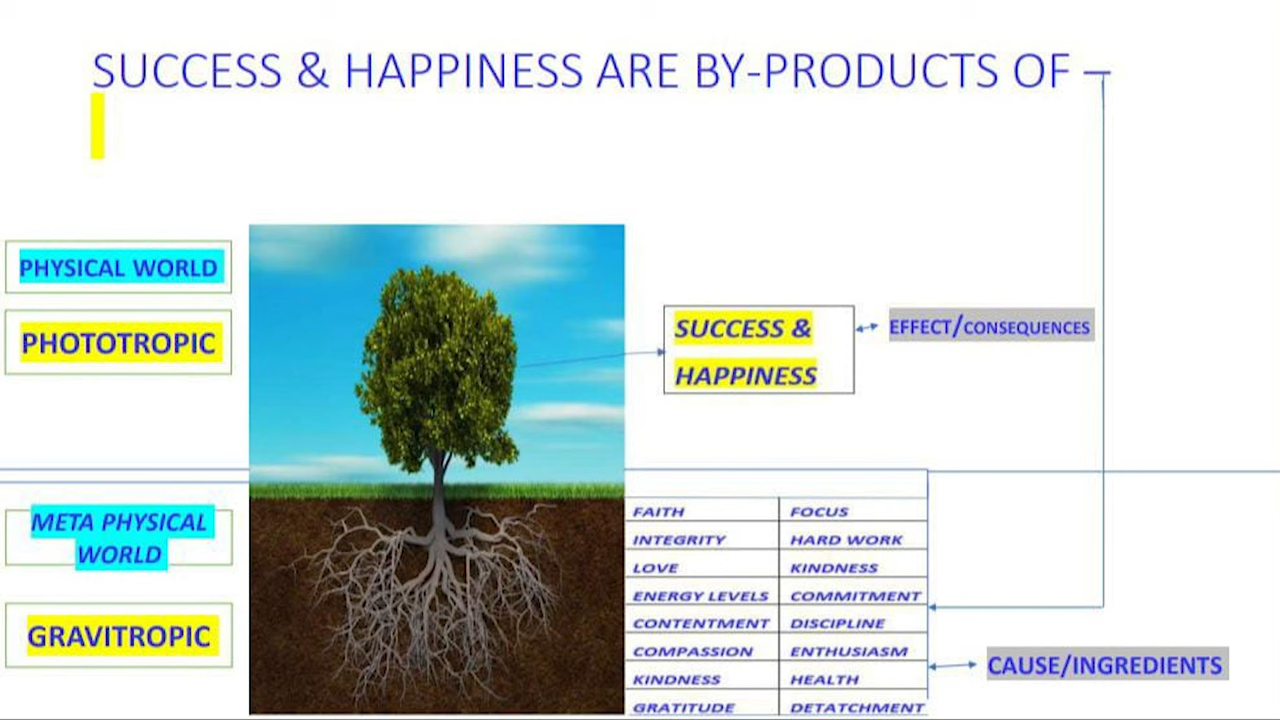 SUCCESS & HAPPINESS ARE BY-PRODUCTS OF –
PHYSICAL WORLD
PHOTOTROPIC
SUCCESS &
HAPPINESS
EFFECT/CONSEQUENCES
META PHYSICAL
WORLD
GRAVITROPIC
FAITH FOCUS
INTEGRITY HARD WORK
LOVE KINDNESS
ENERGY LEVELS COMMITMENT
CONTENTMENT DISCIPLINE
COMPASSION ENTHUSIASM
KINDNESS HEALTH
GRATITUDE DETATCHMENT
CAUSE/INGREDIENTS